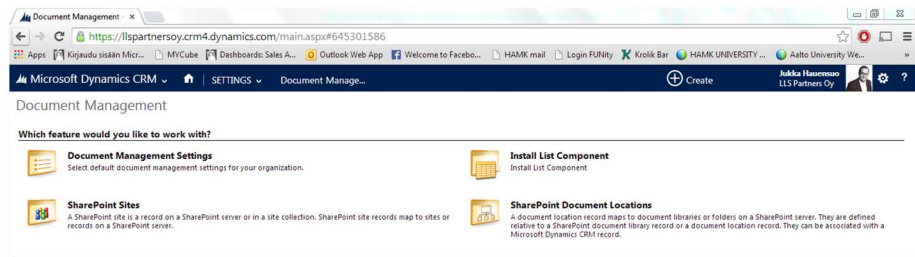 Document Management - ×
https://llspartnersoy.crm4.dynamics.com/main.aspx#645301586
Apps Kirjaudu sisään Micr... MYCube Dashboards: Sales A... Outlook Web App Welcome to Facebo... HAMK mail Login FUNity Krolik Bar HAMK UNIVERSITY ... Aalto University We... »
Microsoft Dynamics CRM SETTINGS Document Manage... Create Jukka Hauensuo ?
LLS Partners Oy
Document Management
Which feature would you like to work with?
Document Management Settings
Select default document management settings for your organization.
Install List Component
Install List Component
SharePoint Sites
A SharePoint site is a record on a SharePoint server or in a site collection. SharePoint site records map to sites or
records on a SharePoint server.
SharePoint Document Locations
A document location record maps to document libraries or folders on a SharePoint server. They are defined
relative to a SharePoint document library record or a document location record. They can be associated with a
Microsoft Dynamics CRM record.